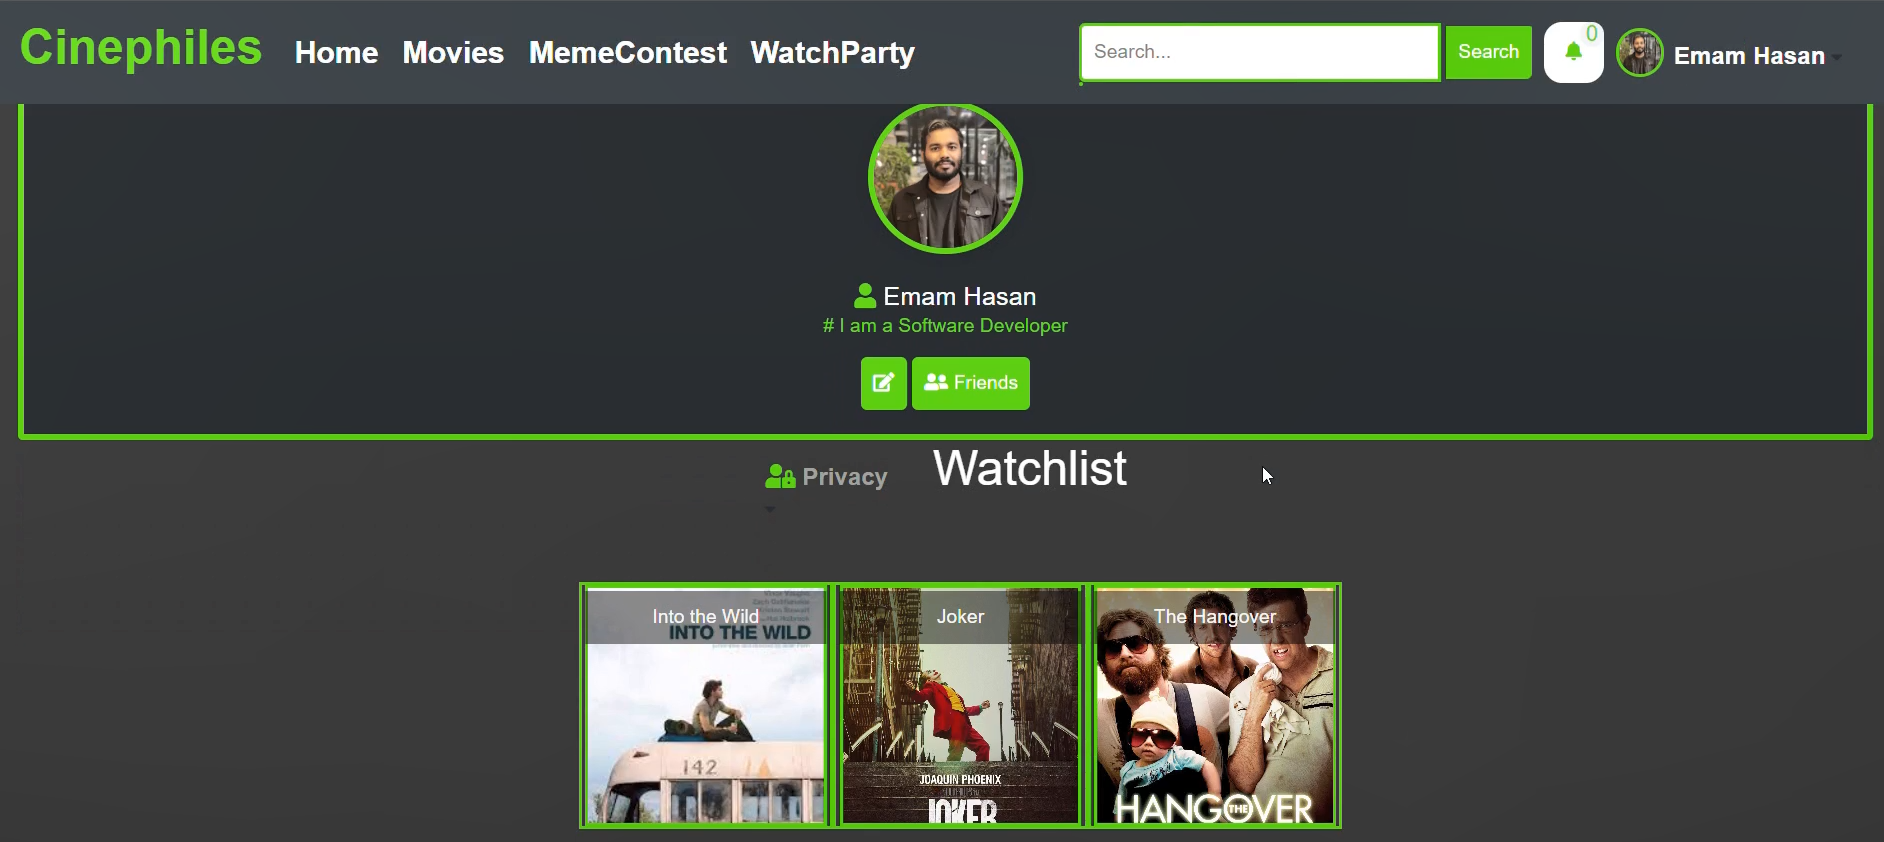 Cinephiles Home Movies MemeContest WatchParty Search... Search 0 Emam Hasan
Emam Hasan
# I am a Software Developer
Friends
Privacy Watchlist
Into the Wild Joker The Hangover
INTO THE WILD
142
JOAQUIN PHOENIX
JOKER
THE HANGOVER